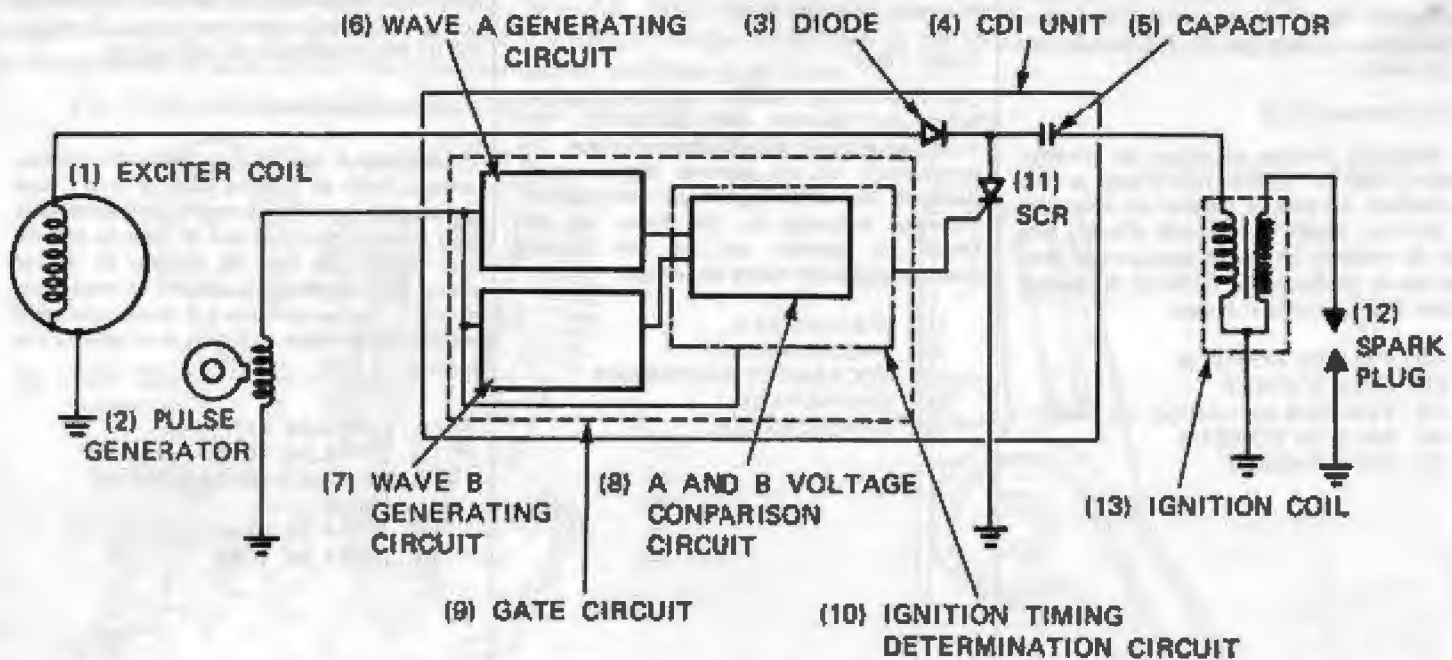 (6) WAVE A GENERATING
CIRCUIT
(3) DIODE
(4) CDI UNIT
(5) CAPACITOR
(1) EXCITER COIL
(11)
SCR
(2) PULSE
GENERATOR
(12)
SPARK
PLUG
(7) WAVE B
GENERATING
CIRCUIT
(8) A AND B VOLTAGE
CONPARISON
CIRCUIT
(13) IGNITION COIL
(9) GATE CIRCUIT
(10) IGNITION TIMING
DETERMINATION CIRCUIT